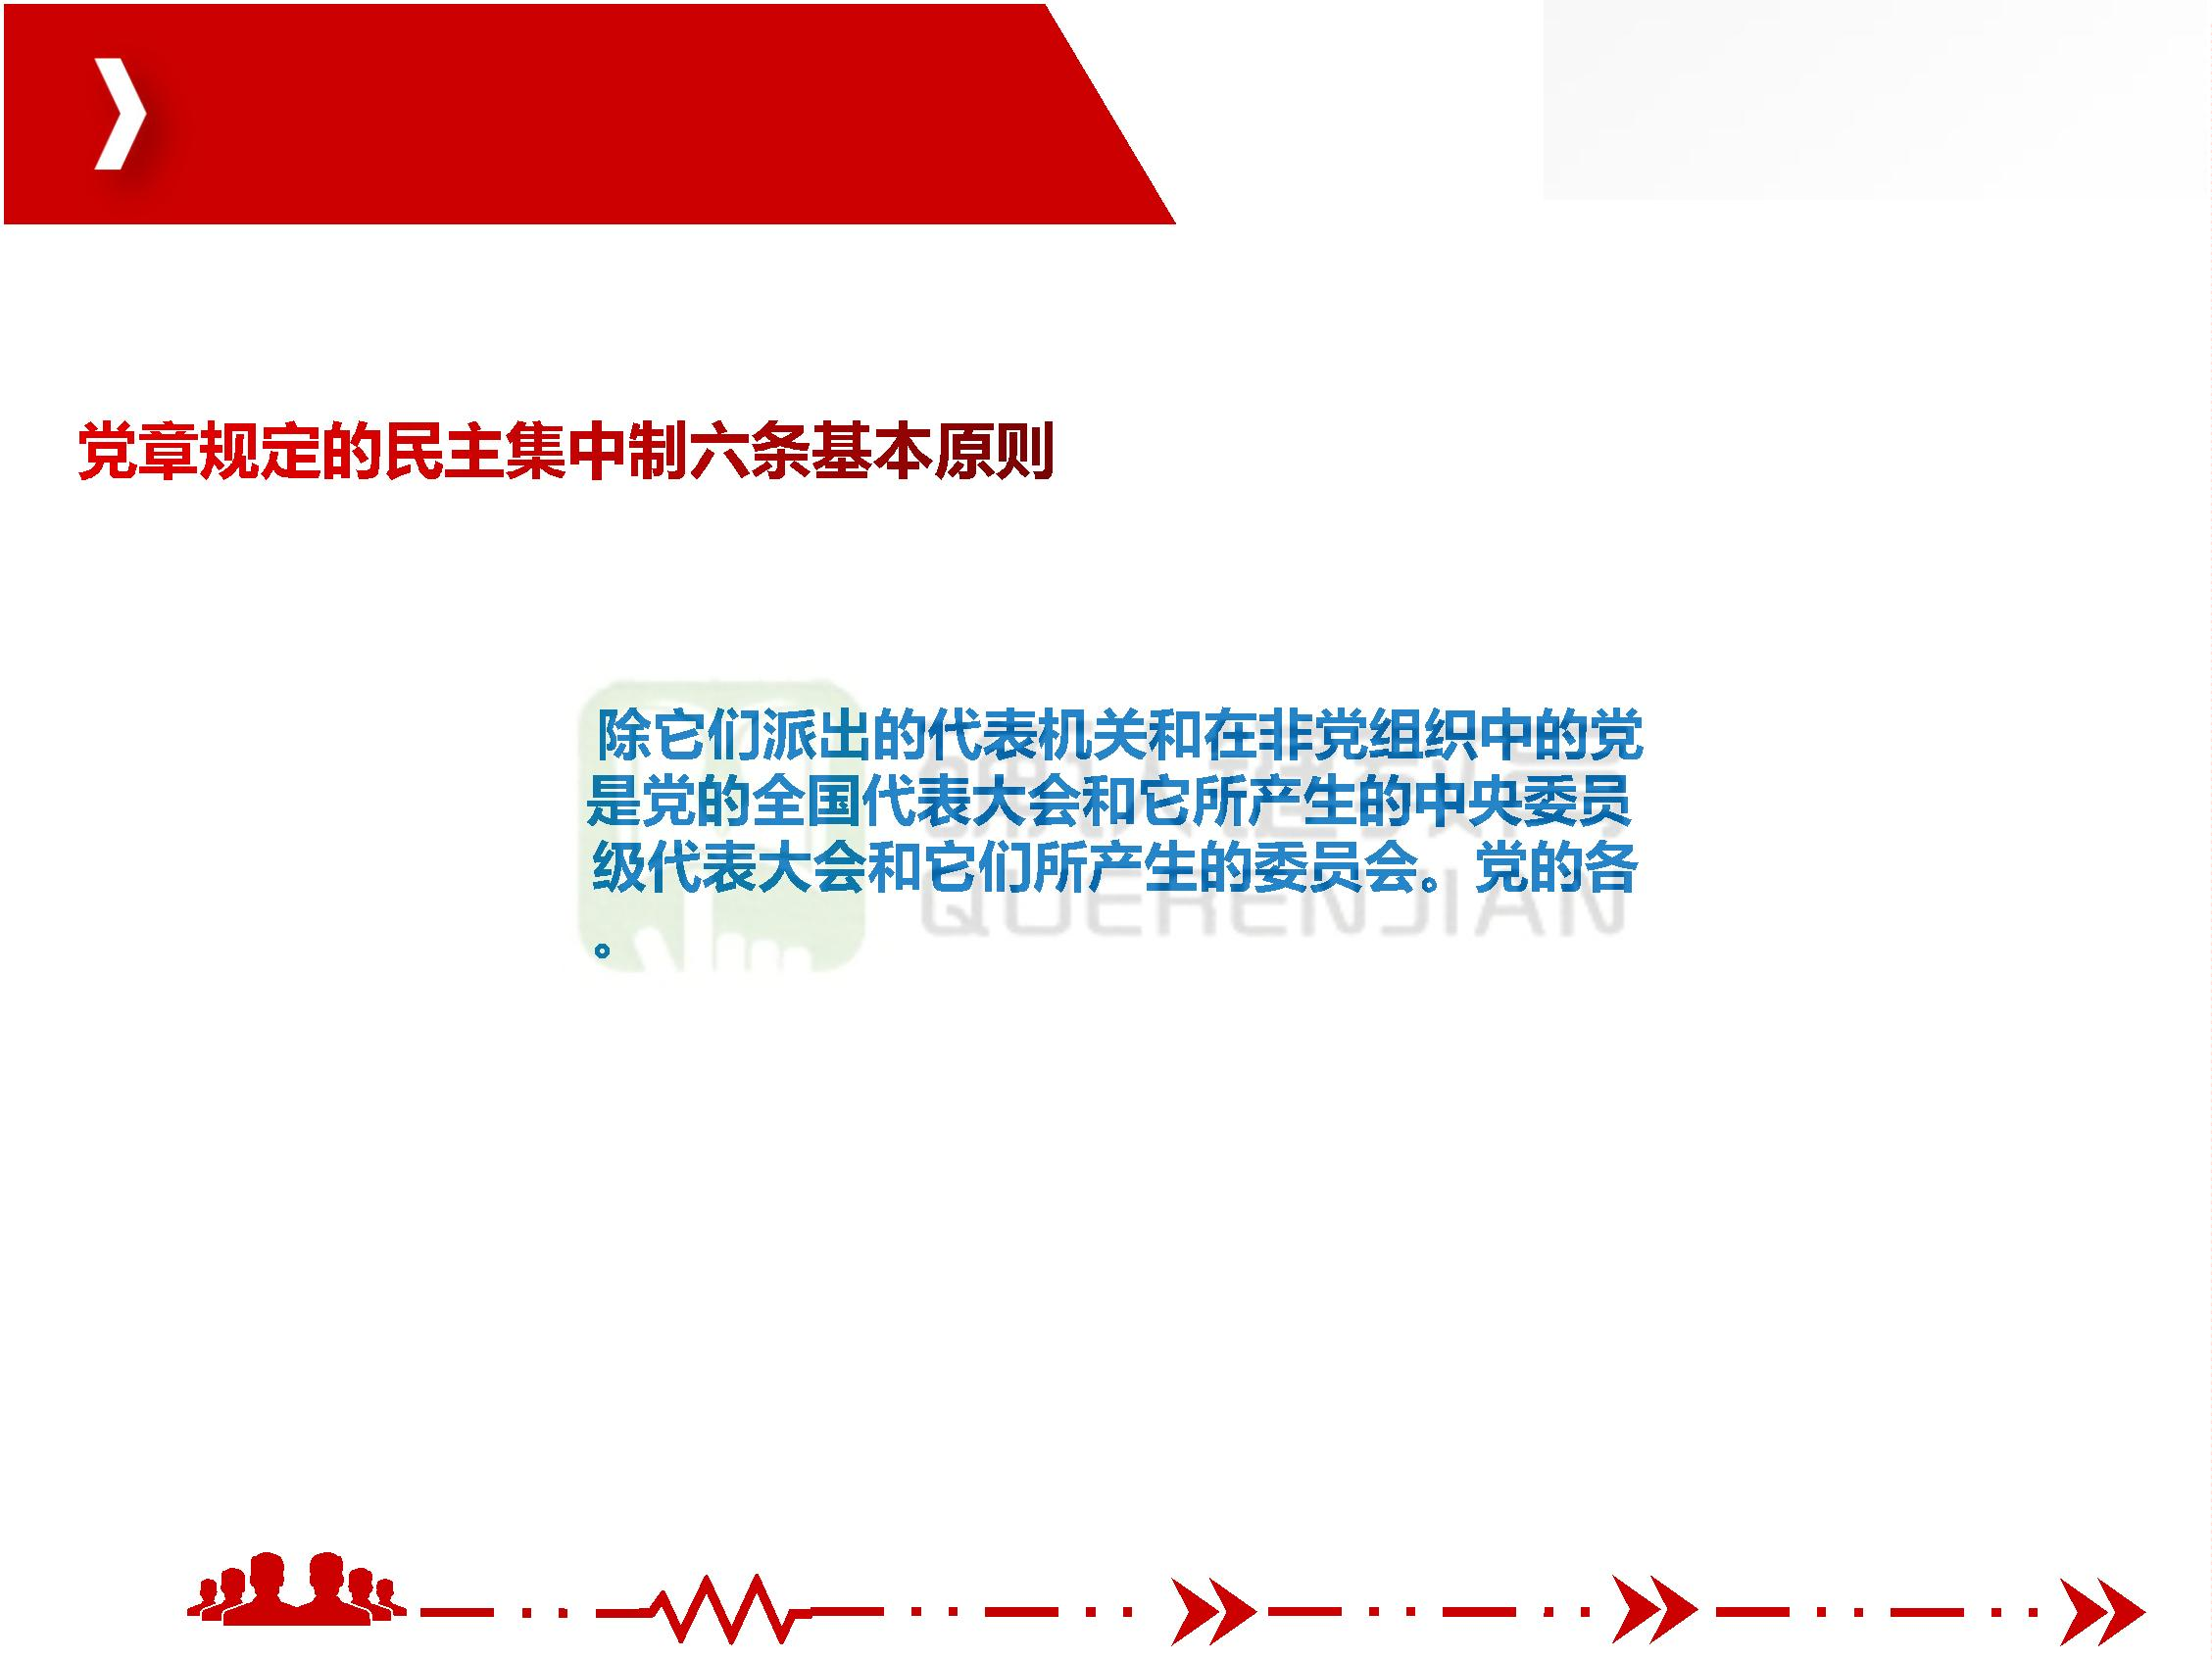 党章规定的民主集中制六条基本原则
除它们派出的代表机关和在非党组织中的党
是党的全国代表大会和它所产生的中央委员
级代表大会和它们所产生的委员会。党的各
。
QUERENJIAN